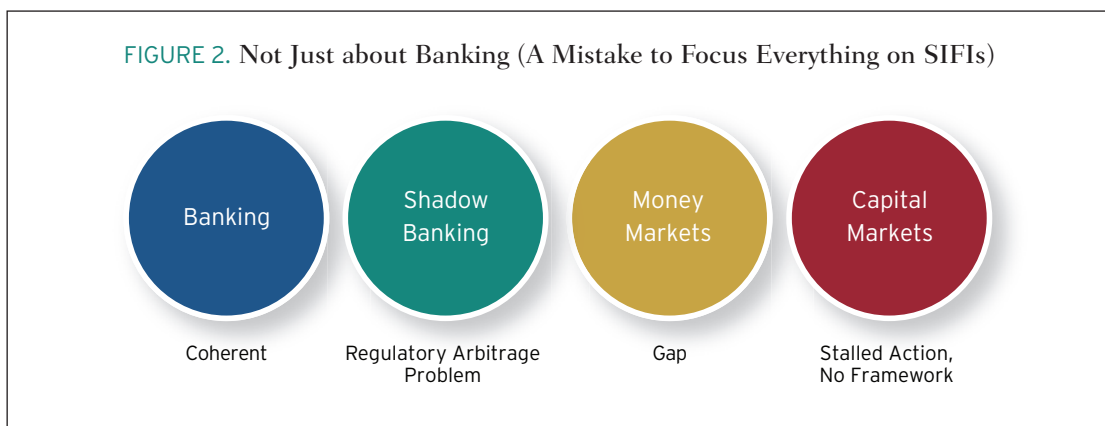 FIGURE 2. Not Just about Banking (A Mistake to Focus Everything on SIFIs)
Banking
Shadow
Banking
Money
Markets
Capital
Markets
Coherent
Regulatory Arbitrage
Problem
Gap
Stalled Action,
No Framework